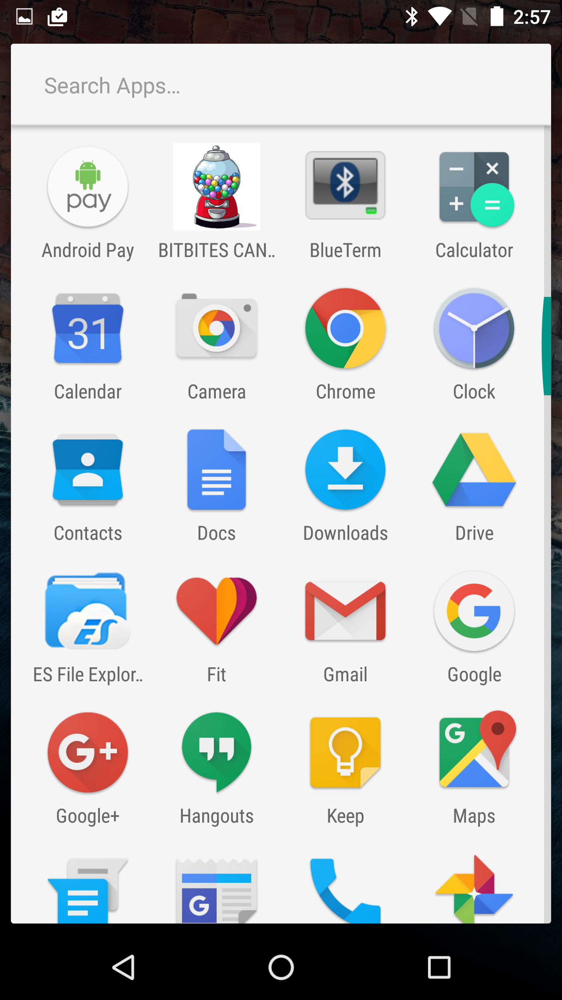 2:57
Search Apps...
pay
Android Pay
BITBITES CAN..
BlueTerm
Calculator
31
Calendar
Camera
Chrome
Clock
Contacts
Docs
Downloads
Drive
ES
ES File Explor..
Fit
Gmail
G
Google
G+
Google+
Hangouts
Keep
G
Maps
G